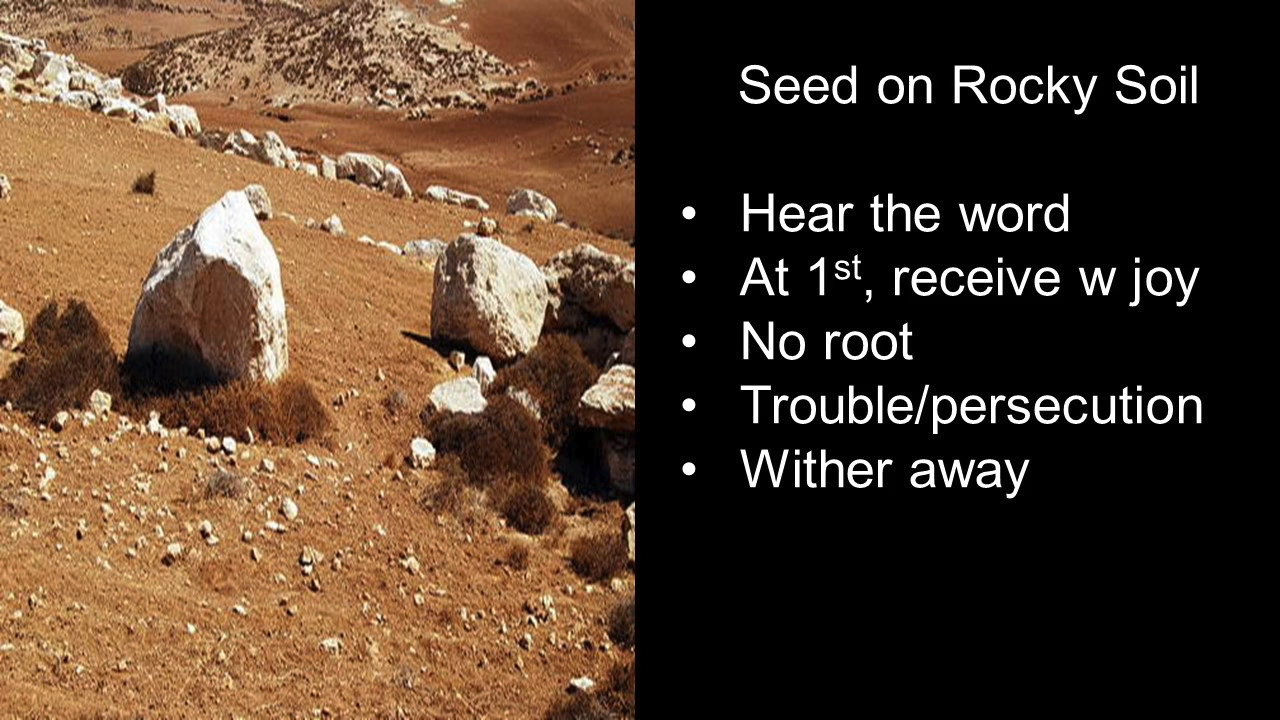 Seed on Rocky Soil
• Hear the word
• At 1st, receive w joy
• No root
• Trouble/persecution
• Wither away